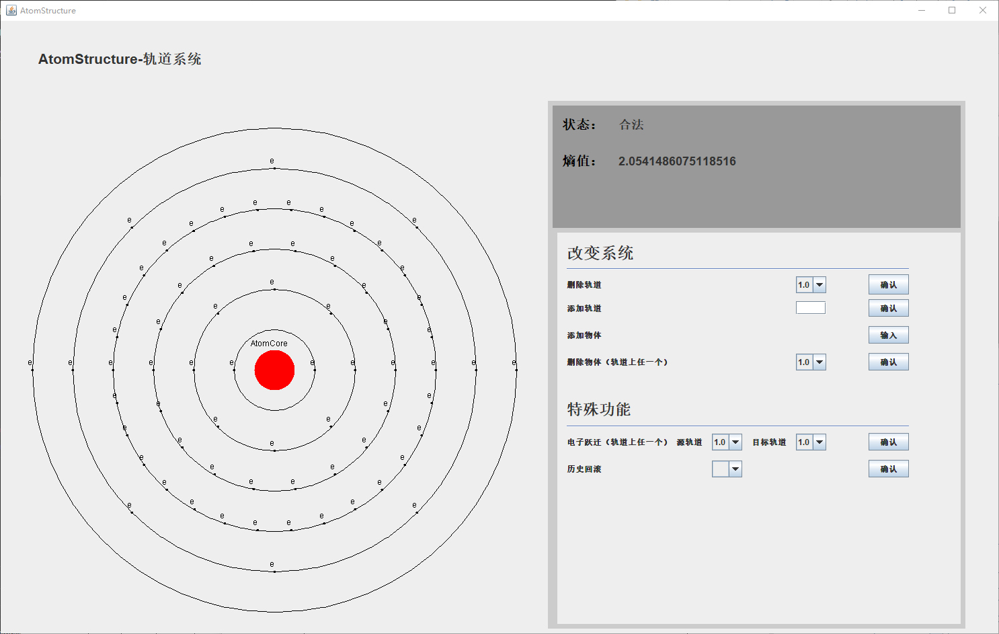 AtomStructure
AtomStructure-轨道系统
e
e e
e e
e e
e e
e e e e
e e
e e
e e e
e e
e e
e e
e e
AtomCore
e e e e e e e e e e e e
e e
e e
e e
e e
e e e
e e
e e
e e e e
e e
e e
e e
e e
e
状态： 合法
熵值： 2.0541486075118516
改变系统
删除轨道 1.0 确认
添加轨道 确认
添加物体 输入
删除物体（轨道上任一个） 1.0 确认
特殊功能
电子跃迁（轨道上任一个） 源轨道 1.0 目标轨道 1.0 确认
历史回滚 确认